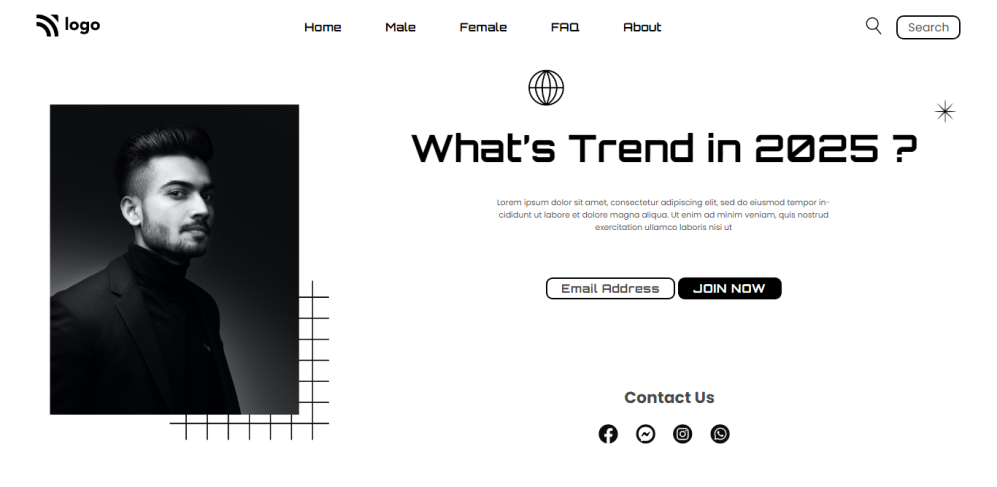 logo
Home Male Female FAQ About
Search
What's Trend in 2025 ?
Lorem ipsum dolor sit amet, consectetur adipiscing elit, sed do eiusmod tempor in-
cididunt ut labore et dolore magna aliqua. Ut enim ad minim veniam, quis nostrud
exercitation ullamco laboris nisi ut
Email Address JOIN NOW
Contact Us